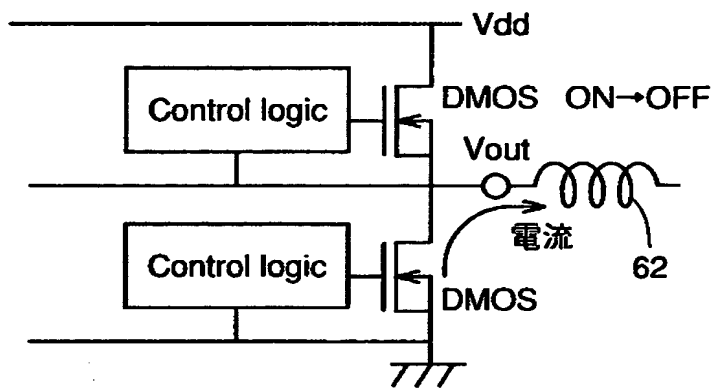 Vdd
Control logic
DMOS ON→OFF
Vout
電流
62
Control logic
DMOS